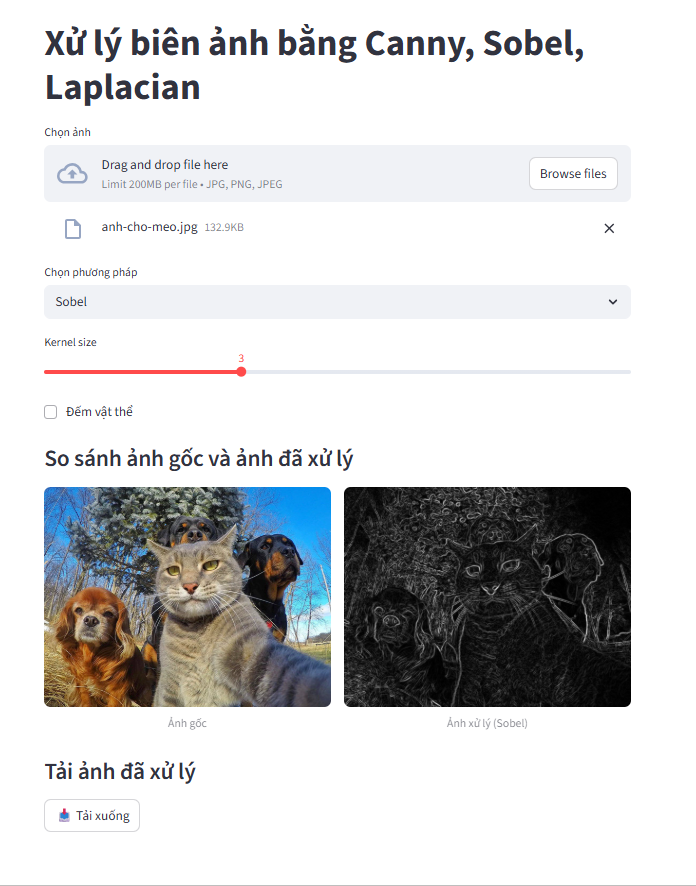 Xử lý biên ảnh bằng Canny, Sobel,
Laplacian
Chọn ảnh
Drag and drop file here
Limit 200MB per file • JPG, PNG, JPEG
Browse files
anh-cho-meo.jpg 132.9KB
Chọn phương pháp
Sobel
Kernel size
3
Đếm vật thể
So sánh ảnh gốc và ảnh đã xử lý
Ảnh gốc
Ảnh xử lý (Sobel)
Tải ảnh đã xử lý
Tải xuống